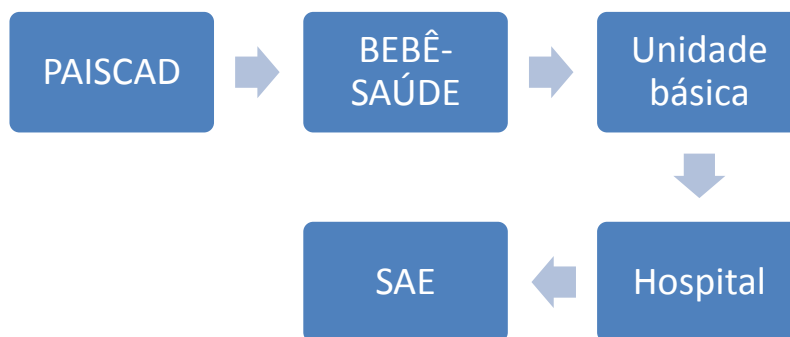 PAISCAD
BEBÊ-
SAÚDE
Unidade
básica
SAE
Hospital